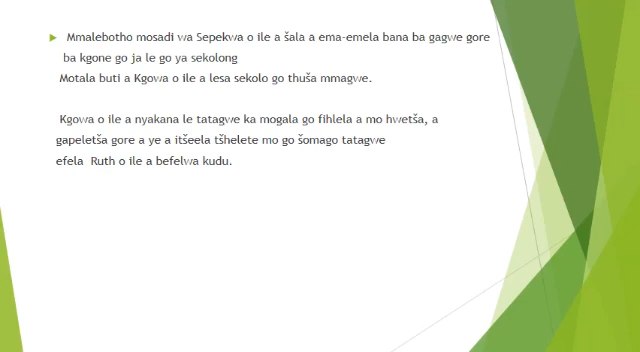 Mmalebotho mosadi wa Sepekwa o ile a šala a ema-emela bana ba gagwe gore
ba kgone go ja le go ya sekolong
Motala buti a Kgowa o ile a lesa sekolo go thuša mmagwe.
Kgowa o ile a nyakana le tatagwe ka mogala go fihlela a mo hwetša, a
gapeletša gore a ye a itšeela tšhelete mo go šomago tatagwe
efela Ruth o ile a befelwa kudu.